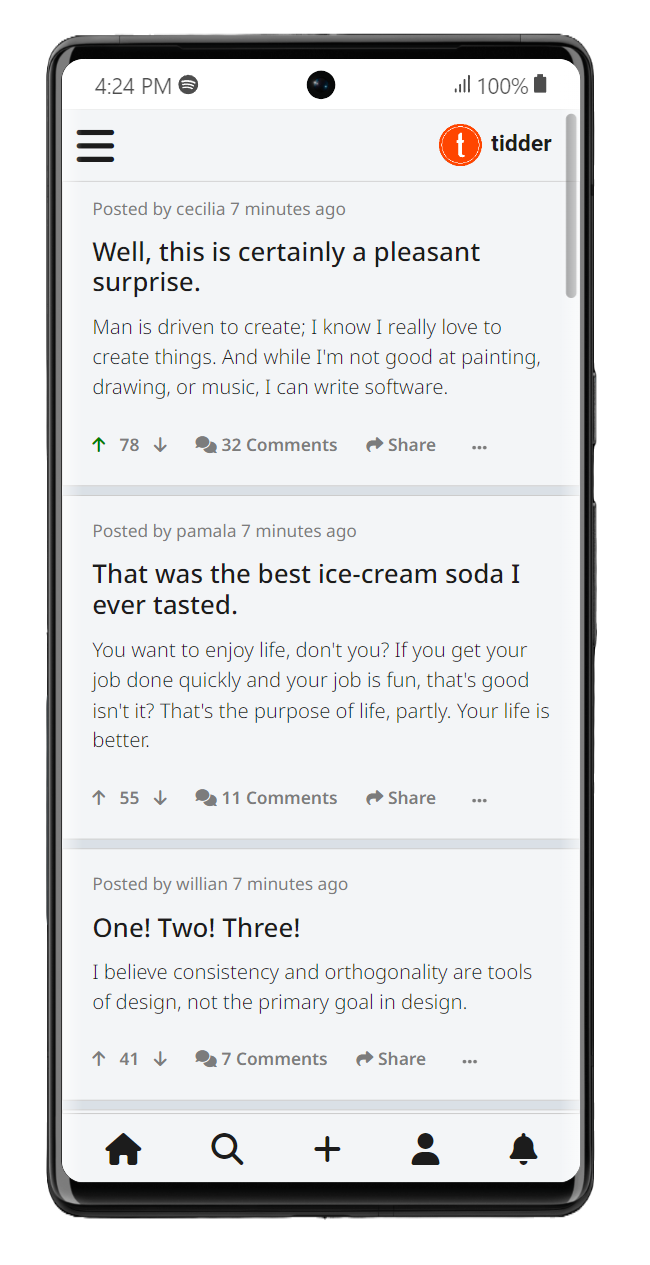 4:24 PM 100%
t tidder
Posted by cecilia 7 minutes ago
Well, this is certainly a pleasant
surprise.
Man is driven to create; I know I really love to
create things. And while I'm not good at painting,
drawing, or music, I can write software.
78 32 Comments Share ...
Posted by pamala 7 minutes ago
That was the best ice-cream soda I
ever tasted.
You want to enjoy life, don't you? If you get your
job done quickly and your job is fun, that's good
isn't it? That's the purpose of life, partly. Your life is
better.
55 11 Comments Share ...
Posted by willian 7 minutes ago
One! Two! Three!
I believe consistency and orthogonality are tools
of design, not the primary goal in design.
41 7 Comments Share ...